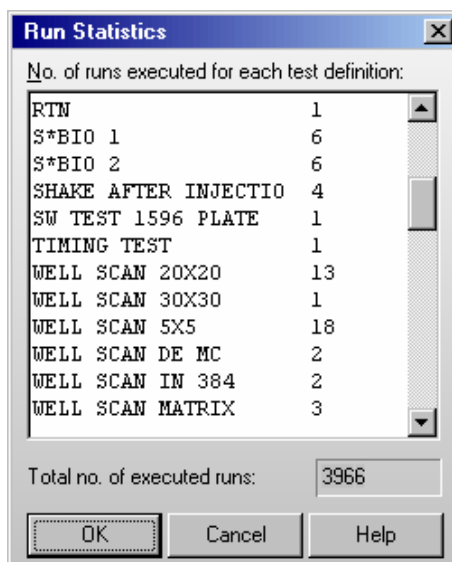 Run Statistics
No. of runs executed for each test definition:
RTN 1
S*BIO 1 6
S*BIO 2 6
SHAKE AFTER INJECTIO 4
SW TEST 1596 PLATE 1
TIMING TEST 1
WELL SCAN 20X20 13
WELL SCAN 30X30 1
WELL SCAN 5X5 18
WELL SCAN DE MC 2
WELL SCAN IN 384 2
WELL SCAN MATRIX 3
Total no. of executed runs: 3966
OK Cancel Help